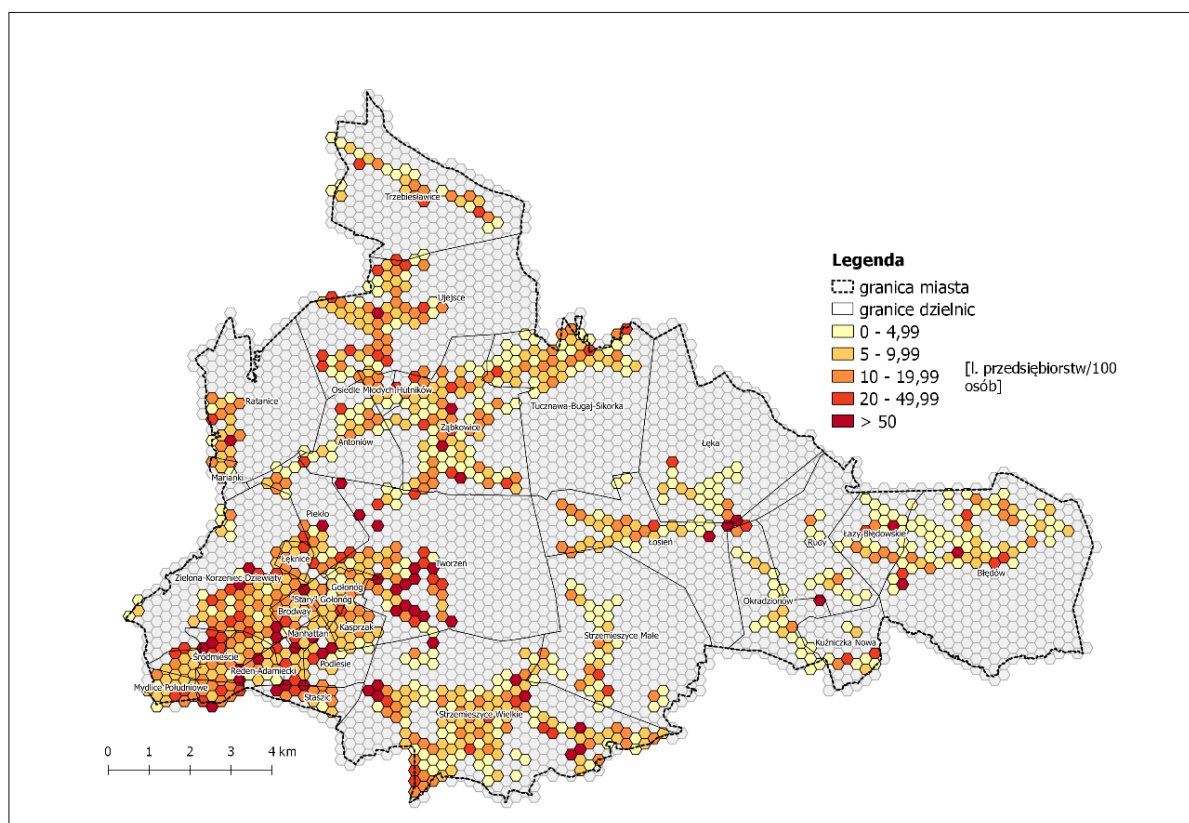 Trzebiesławice
Legenda
granica miasta
granice dzielnic
0 - 4,99
5 - 9,99
10 - 19,99
20 - 49,99
> 50
[l. przedsiębiorstw/100
osób]
Ujejsce
Osiedle Młodych Hutników
Ratanice
Tucznawa-Bugaj-Sikorka
Ząbkowice
Antoniów
Łęka
Marianki
Piekło
Łosień
Rudy
Łazy Błędowskie
Łęknice
Tworzeń
Błędów
Zielona-Korzeniec-Dziewiąty
Gołonóg
"Stary" Gołonóg
Okradzionów
Brodway
Kasprzak
Manhattan
Strzemieszyce Małe
Kuźniczka Nowa
Środmieście
Podlesie
Reden-Adamiecki
Mydlice Południowe
Staszic
Strzemieszyce Wielkie
0 1 2 3 4 km